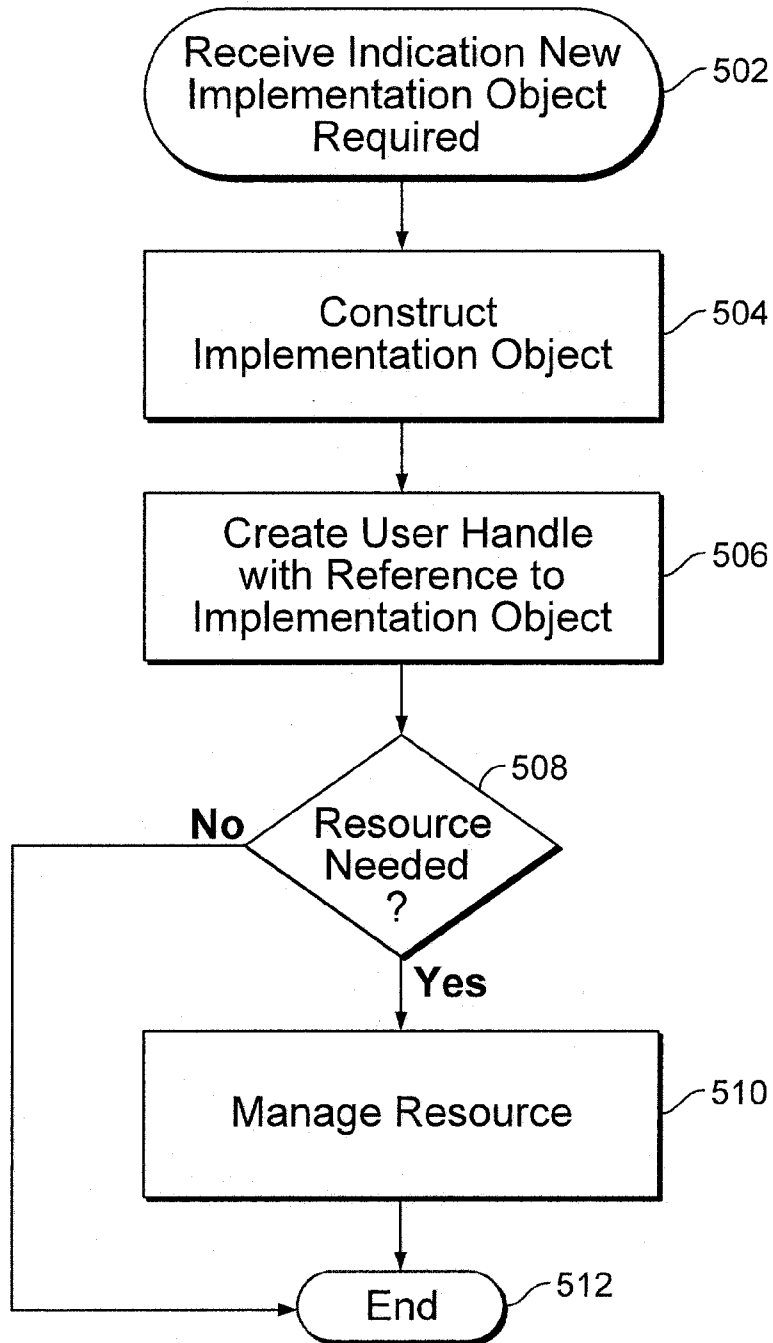 Receive Indication New
Implementation Object
Required
502
Construct
Implementation Object
504
Create User Handle
with Reference to
Implementation Object
506
508
Resource
Needed
?
No
Yes
Manage Resource
510
End
512